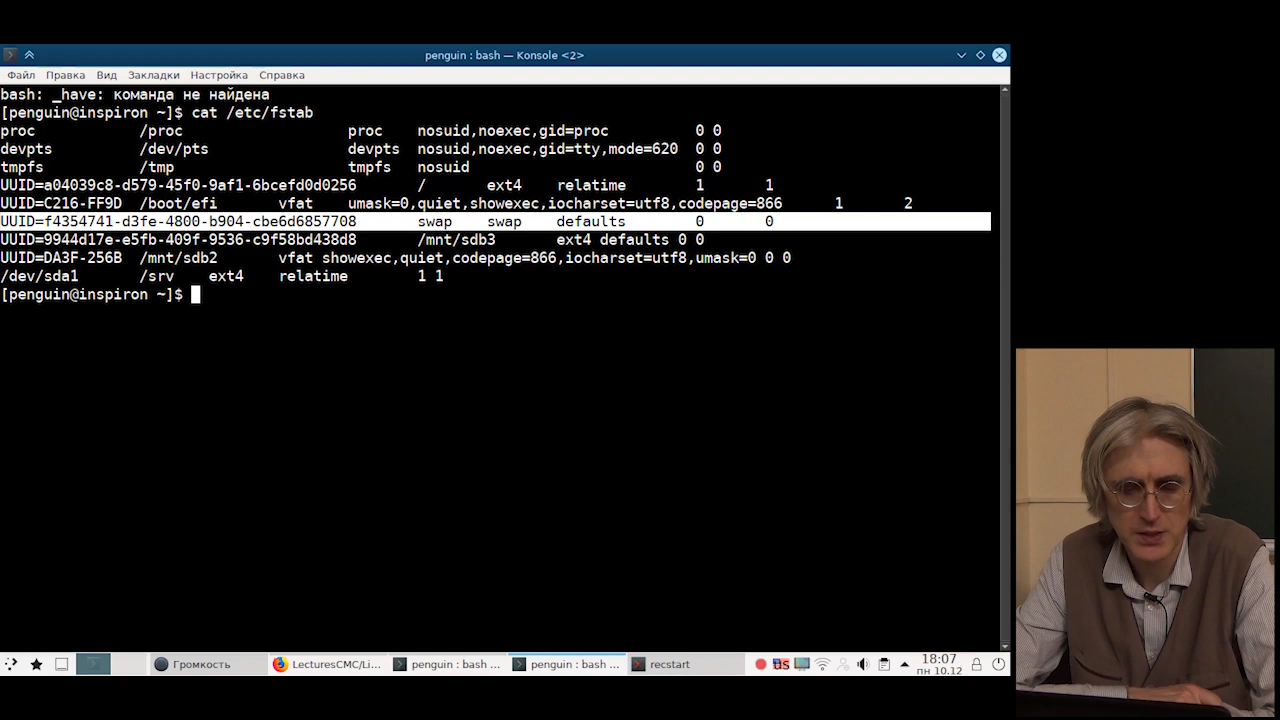 penguin : bash — Konsole <2>
Файл Правка Вид Закладки Настройка Справка
bash: _have: команда не найдена
[penguin@inspiron ~]$ cat /etc/fstab
proc /proc proc nosuid,noexec,gid=proc 0 0
devpts /dev/pts devpts nosuid,noexec,gid=tty,mode=620 0 0
tmpfs /tmp tmpfs nosuid 0 0
UUID=a04039c8-d579-45f0-9af1-6bcefd0d0256 / ext4 relatime 1 1
UUID=C216-FF9D /boot/efi vfat umask=0,quiet,showexec,iocharset=utf8,codepage=866 1 2
UUID=f4354741-d3fe-4800-b904-cbe6d6857708 swap swap defaults 0 0
UUID=9944d17e-e5fb-409f-9536-c9f58bd438d8 /mnt/sdb3 ext4 defaults 0 0
UUID=DA3F-256B /mnt/sdb2 vfat showexec,quiet,codepage=866,iocharset=utf8,umask=0 0 0
/dev/sda1 /srv ext4 relatime 1 1
[penguin@inspiron ~]$
Громкость LecturesCMC/Li... penguin : bash ... penguin : bash ... recstart US 18:07
пн 10.12